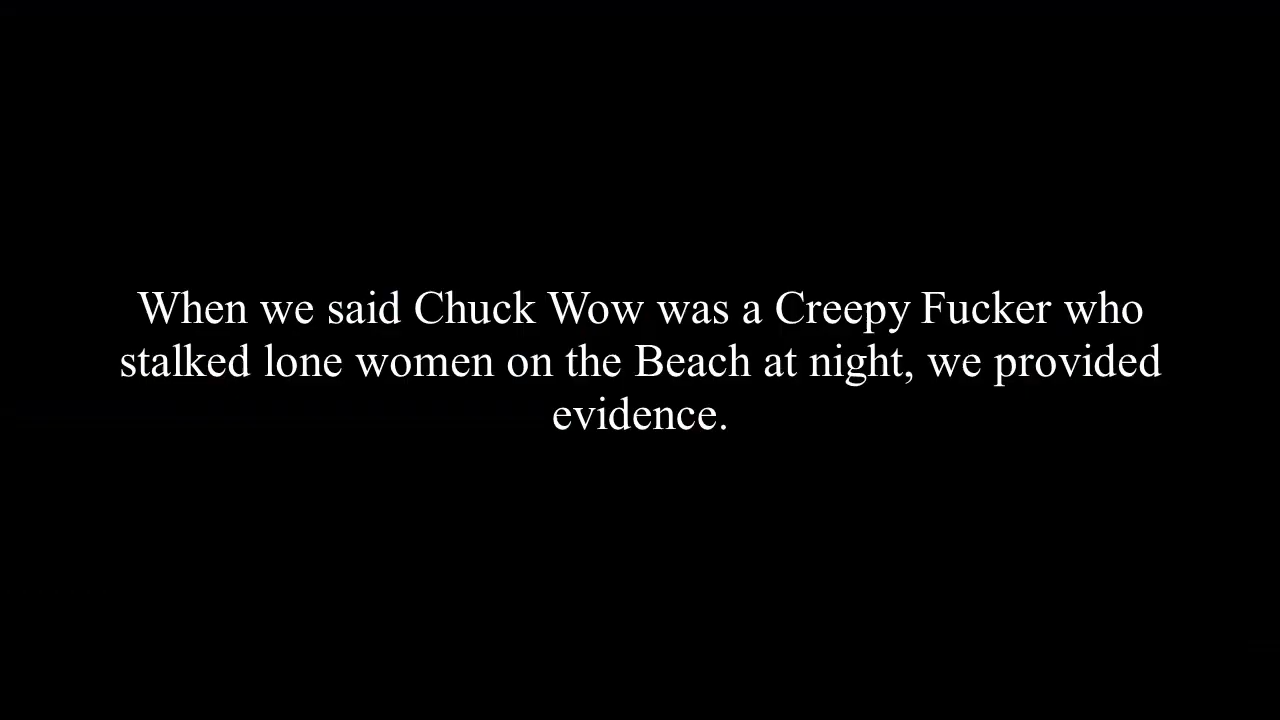 When we said Chuck Wow was a Creepy Fucker who
stalked lone women on the Beach at night, we provided
evidence.